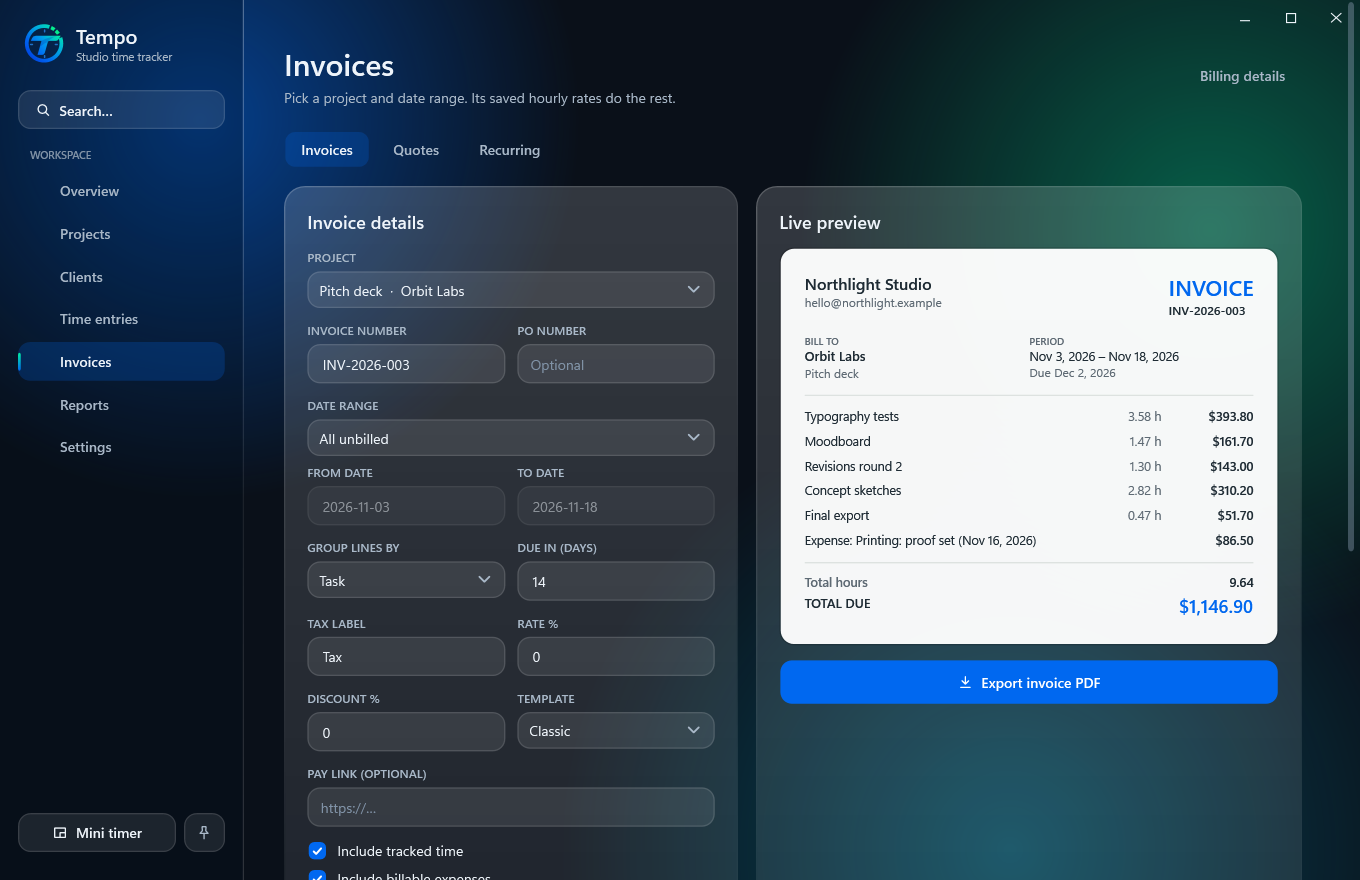 Tempo
Studio time tracker
Search...
WORKSPACE
Overview
Projects
Clients
Time entries
Invoices
Reports
Settings
Mini timer
Invoices
Pick a project and date range. Its saved hourly rates do the rest.
Billing details
Invoices Quotes Recurring
Invoice details
PROJECT
Pitch deck · Orbit Labs
INVOICE NUMBER PO NUMBER
INV-2026-003 Optional
DATE RANGE
All unbilled
FROM DATE TO DATE
2026-11-03 2026-11-18
GROUP LINES BY DUE IN (DAYS)
Task 14
TAX LABEL RATE %
Tax 0
DISCOUNT % TEMPLATE
0 Classic
PAY LINK (OPTIONAL)
https://...
Include tracked time
Include billable expenses
Live preview
Northlight Studio INVOICE
hello@northlight.example INV-2026-003
BILL TO PERIOD
Orbit Labs Nov 3, 2026 – Nov 18, 2026
Pitch deck Due Dec 2, 2026
Typography tests 3.58 h $393.80
Moodboard 1.47 h $161.70
Revisions round 2 1.30 h $143.00
Concept sketches 2.82 h $310.20
Final export 0.47 h $51.70
Expense: Printing: proof set (Nov 16, 2026) $86.50
Total hours 9.64
TOTAL DUE $1,146.90
Export invoice PDF